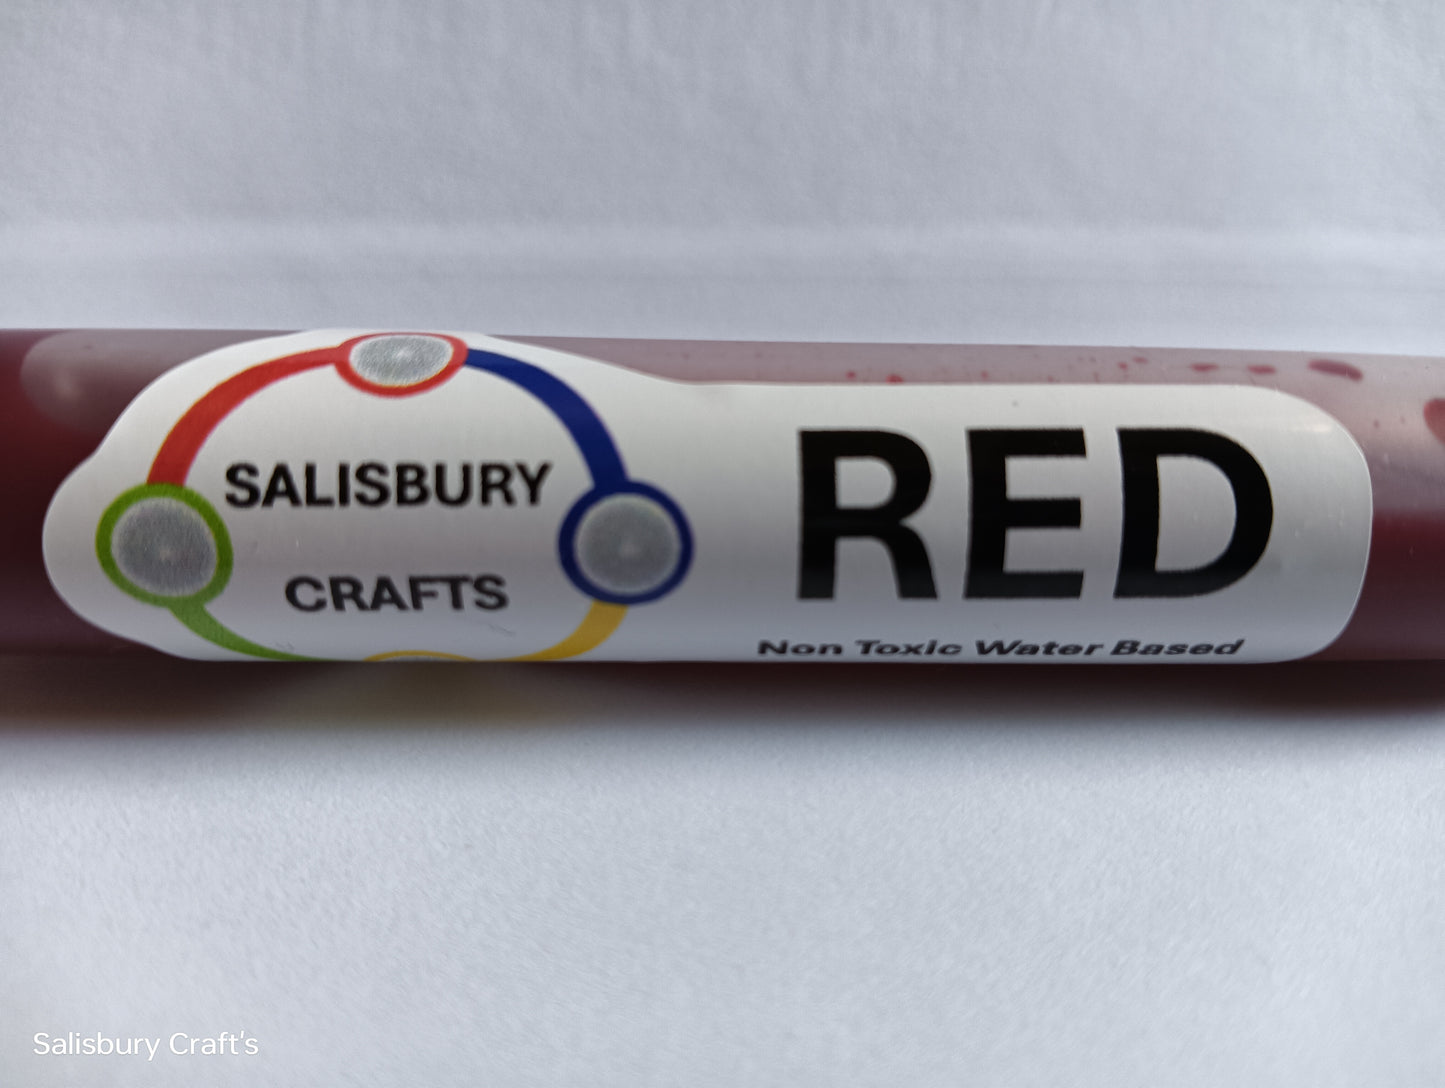 SALISBURY
CRAFTS
RED
Non Toxic Water Based
Salisbury Craft's